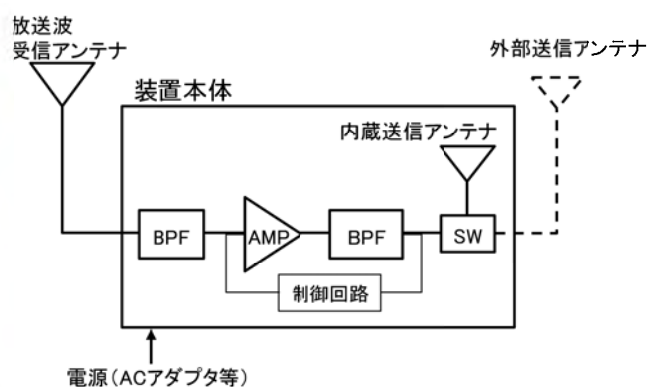 放送波
受信アンテナ
外部送信アンテナ
装置本体
内蔵送信アンテナ
BPF
AMP
BPF
SW
制御回路
電源(ACアダプタ等)